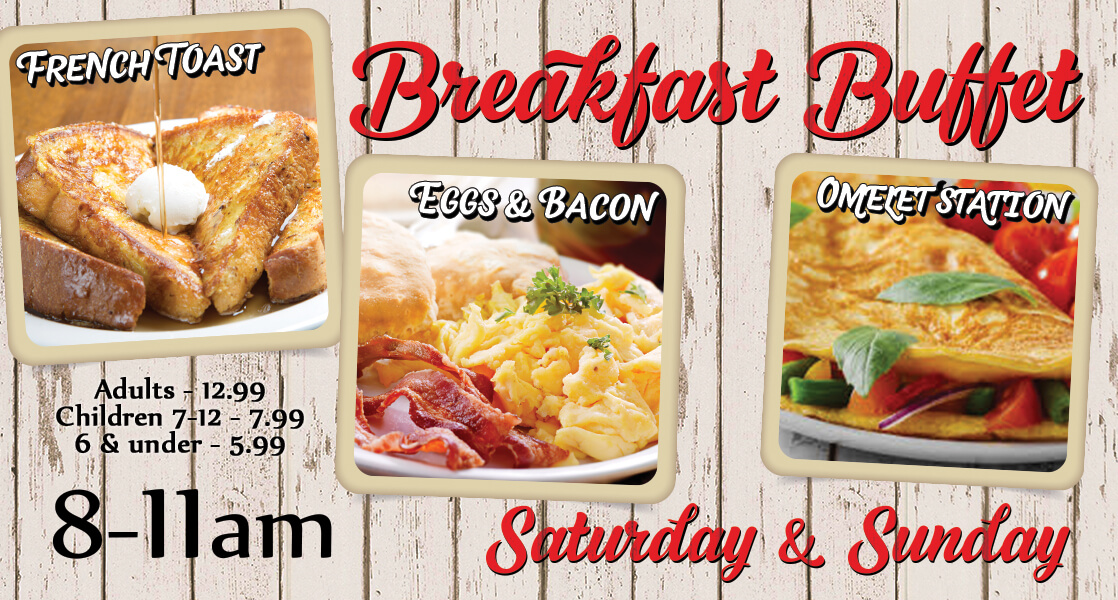 French Toast
Breakfast Buffet
Eggs & Bacon
Omelet Station
Adults - 12.99
Children 7-12 - 7.99
6 & under - 5.99
8-11am
Saturday & Sunday